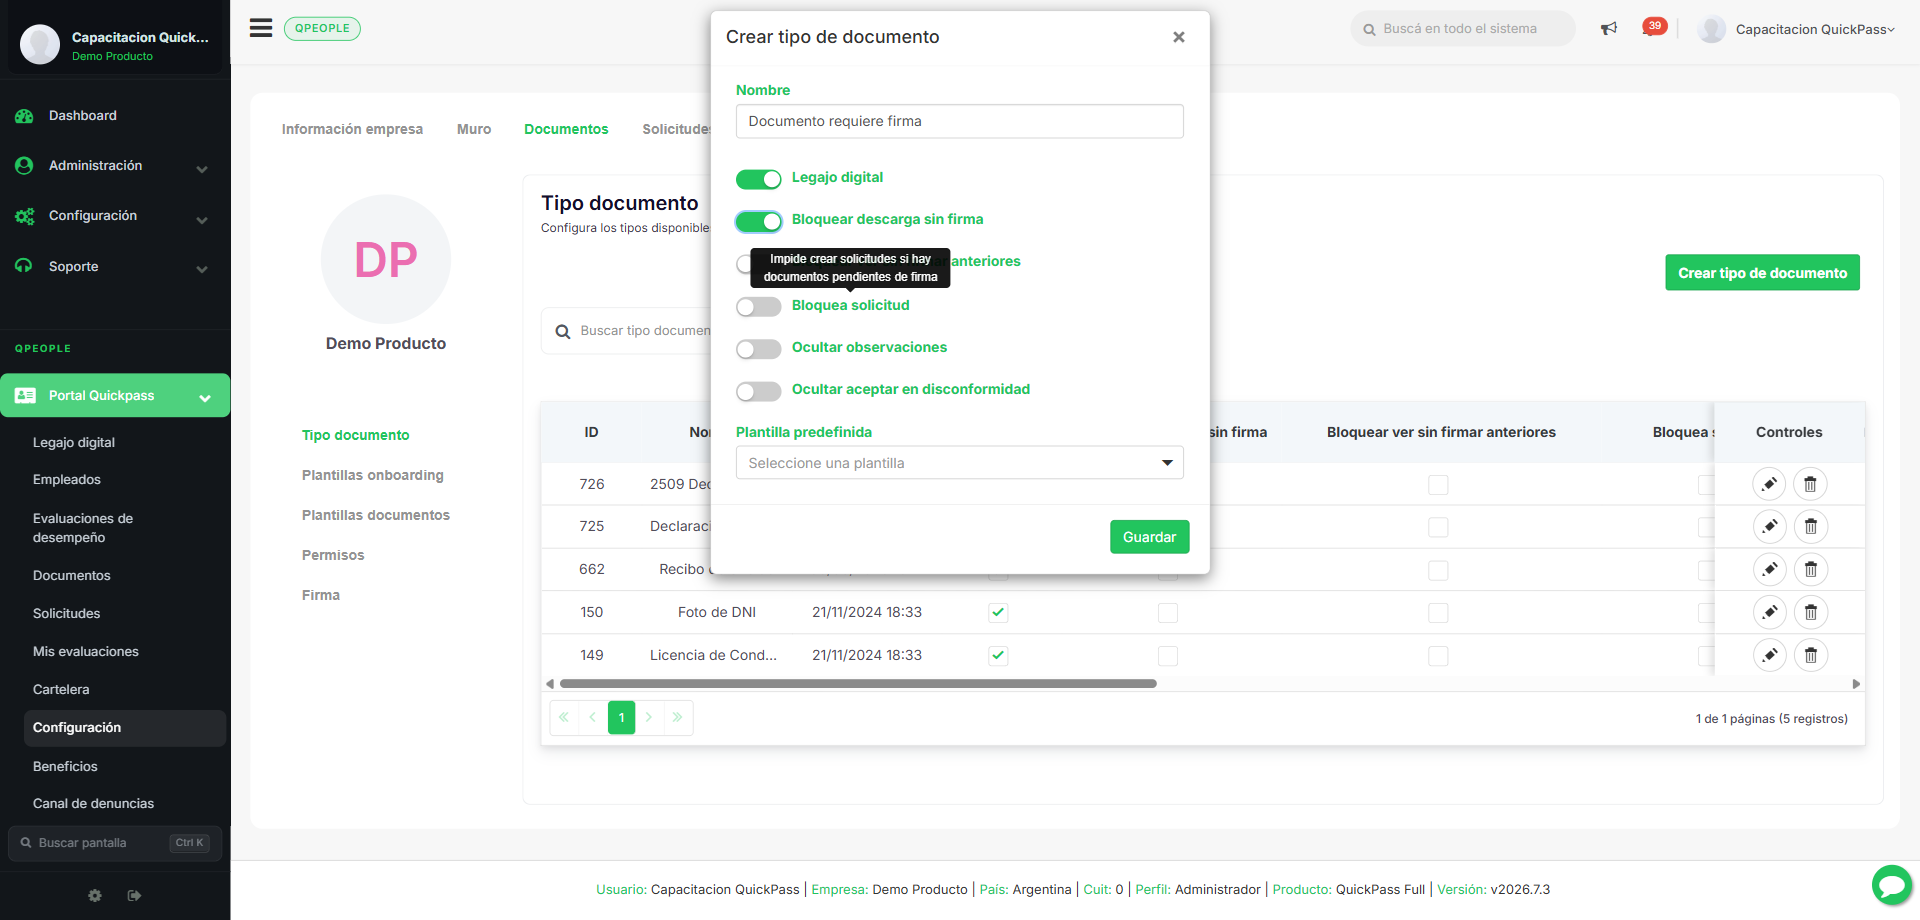 Capacitacion Quick...
Demo Producto
Dashboard
Administración
Configuración
Soporte
QPEOPLE
Portal Quickpass
Legajo digital
Empleados
Evaluaciones de
desempeño
Documentos
Solicitudes
Mis evaluaciones
Cartelera
Configuración
Beneficios
Canal de denuncias
Buscar pantalla
Ctrl K
QPEOPLE
Buscá en todo el sistema
39
Capacitacion QuickPass
Información empresa
Muro
Documentos
Solicitudes
DP
Demo Producto
Tipo documento
Plantillas onboarding
Plantillas documentos
Permisos
Firma
Tipo documento
Configura los tipos disponible
Crear tipo de documento
Buscar tipo documen
ID
No
sin firma
Bloquear ver sin firmar anteriores
Bloquea s
Controles
726
2509 Dec
725
Declaraci
662
Recibo
150
Foto de DNI
21/11/2024 18:33
149
Licencia de Cond...
21/11/2024 18:33
1
1 de 1 páginas (5 registros)
Crear tipo de documento
Nombre
Documento requiere firma
Legajo digital
Bloquear descarga sin firma
anteriores
Impide crear solicitudes si hay
documentos pendientes de firma
Bloquea solicitud
Ocultar observaciones
Ocultar aceptar en disconformidad
Plantilla predefinida
Seleccione una plantilla
Guardar
Usuario: Capacitacion QuickPass | Empresa: Demo Producto | País: Argentina | Cuit: 0 | Perfil: Administrador | Producto: QuickPass Full | Versión: v2026.7.3